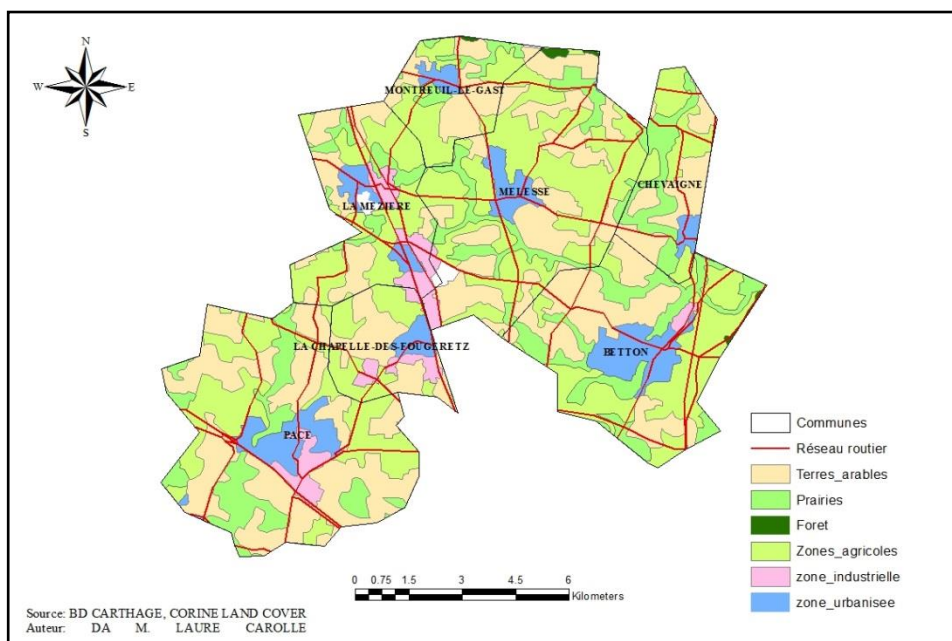 N
W E
S
MONTREUIL-LE-GAST
CHEVAIGNE
MELESSE
LA MEZIERE
LA CHAPELLE-DES-FOUGERETZ
BETTON
PACE
Communes
Réseau routier
Terres_arables
Prairies
Foret
Zones_agricoles
zone_industrielle
zone_urbanisee
0 0.75 1.5 3 4.5 6
Kilometers
Source: BD CARTHAGE, CORINE LAND COVER
Auteur: DA M. LAURE CAROLLE